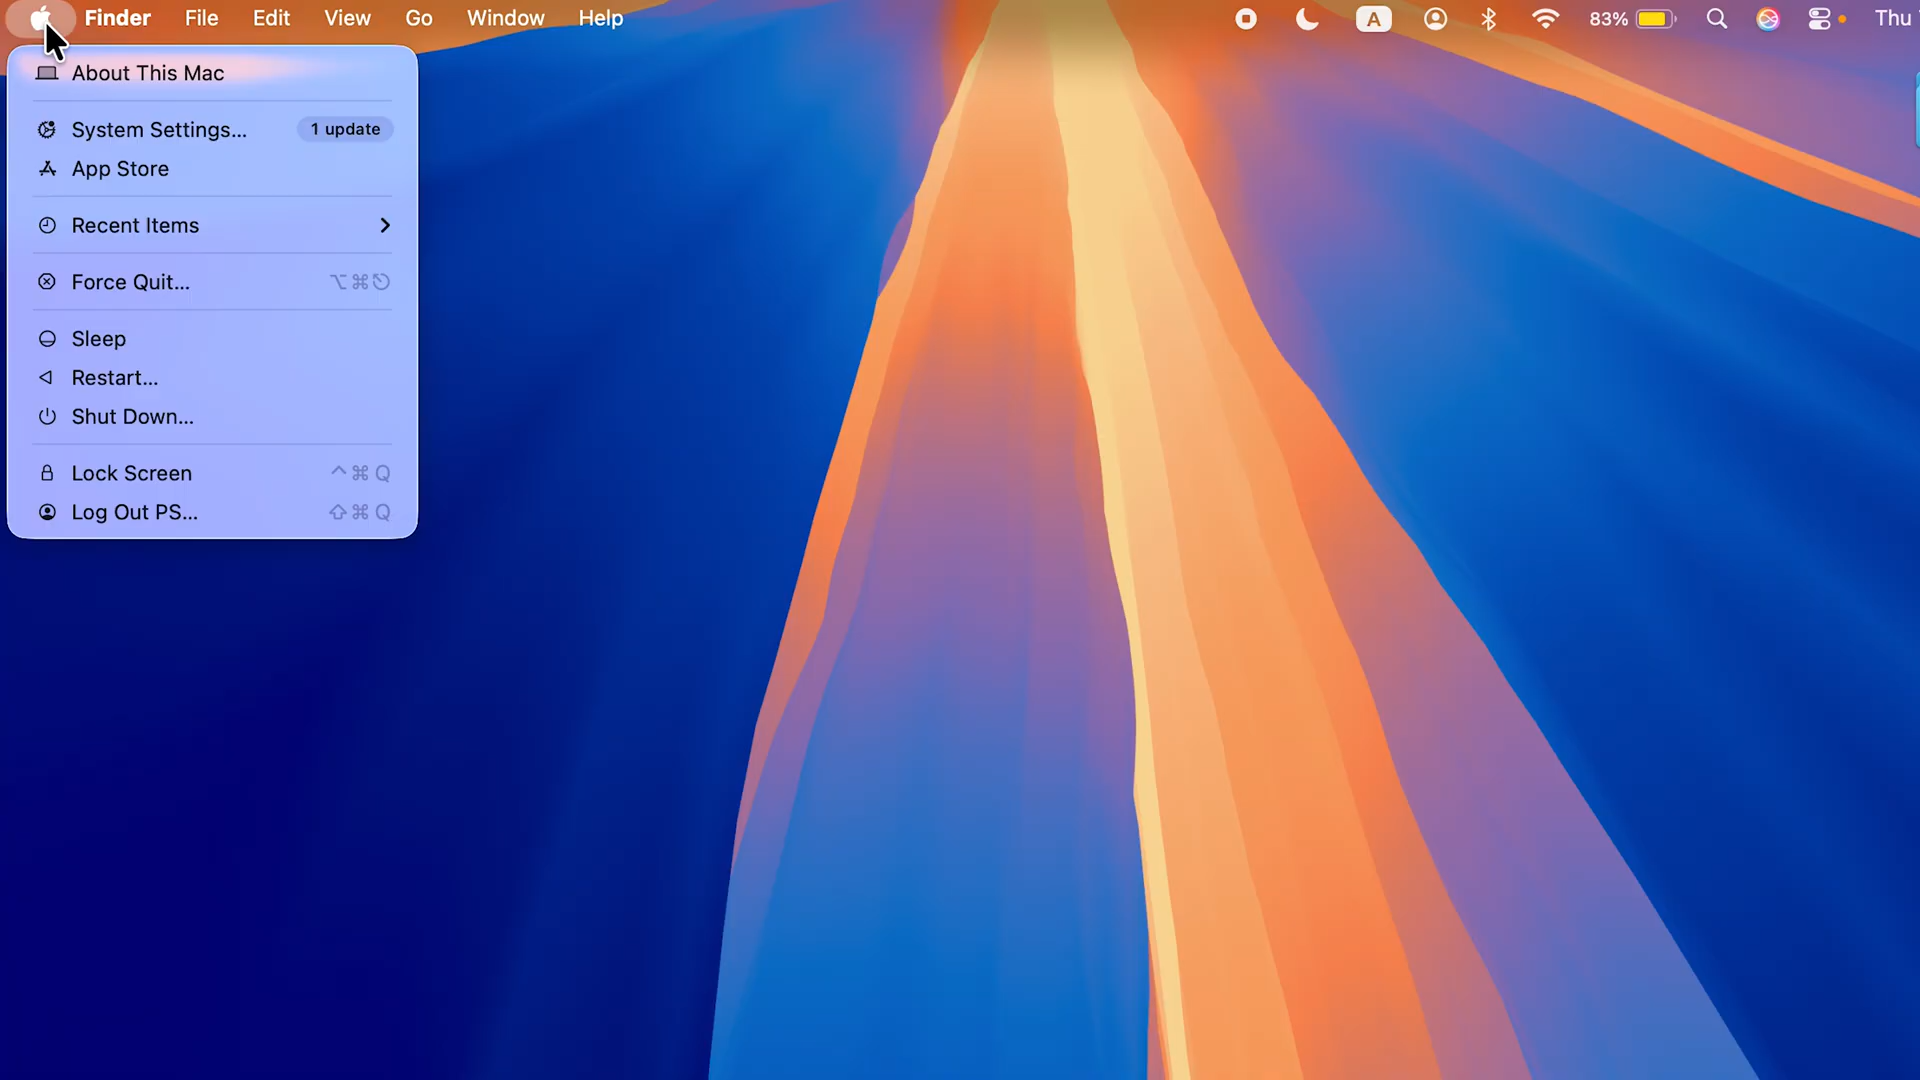 Finder File Edit View Go Window Help A 83% Thu
About This Mac
System Settings... 1 update
App Store
Recent Items
Force Quit... ⌥⌘⎋
Sleep
Restart...
Shut Down...
Lock Screen ^⌘Q
Log Out PS... ⇧⌘Q